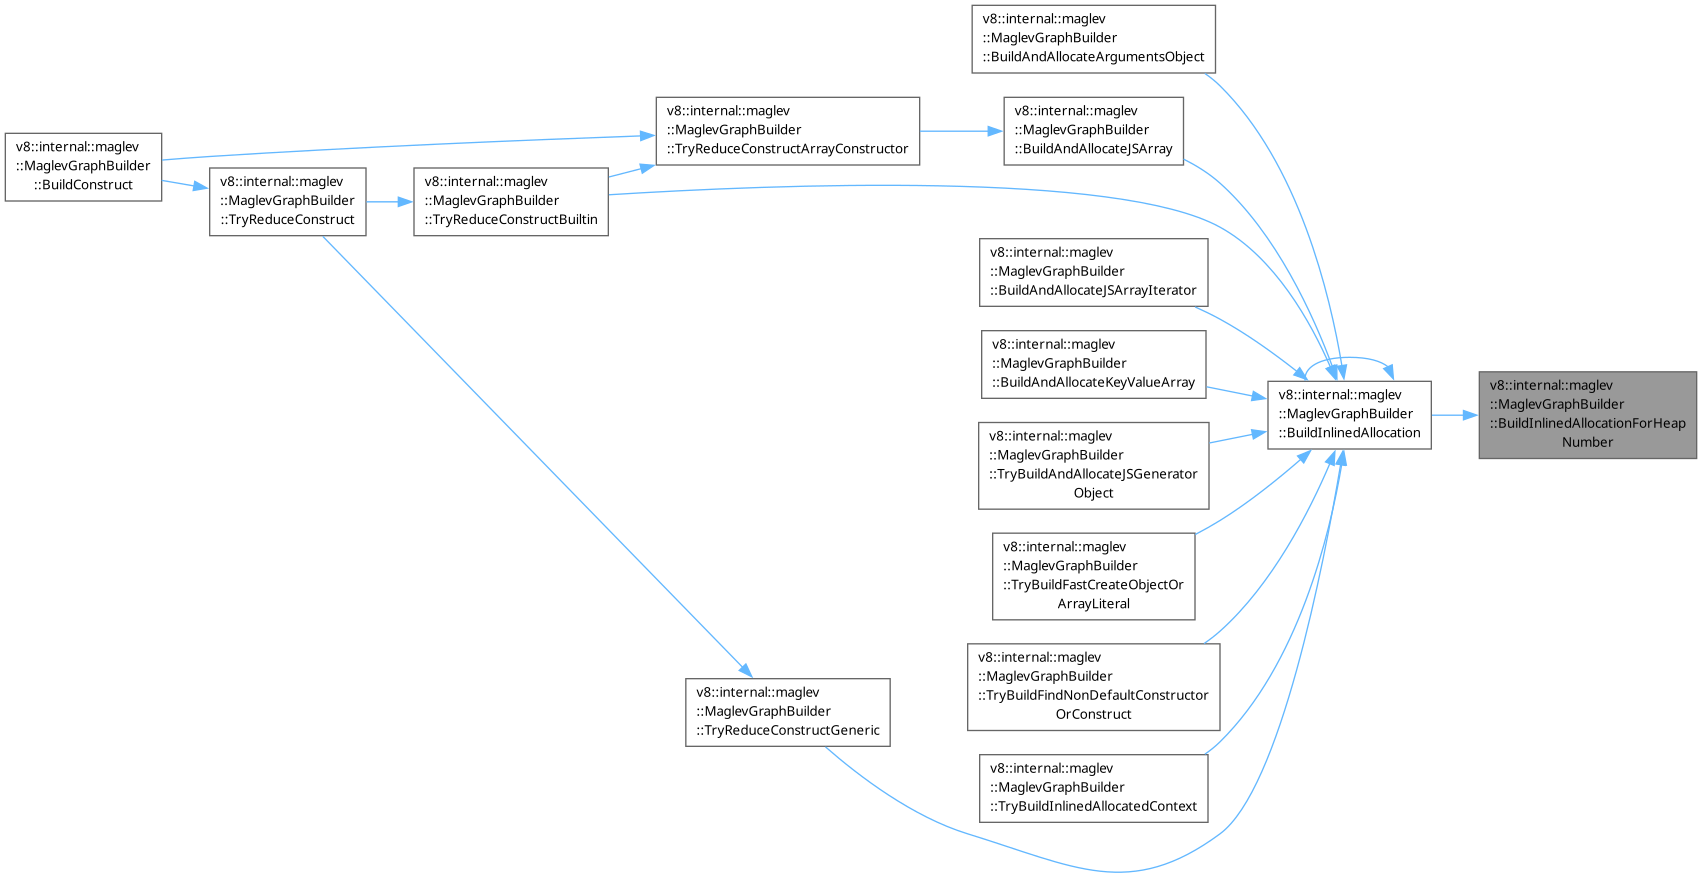 v8::internal::maglev
::MaglevGraphBuilder
::BuildAndAllocateArgumentsObject
v8::internal::maglev
::MaglevGraphBuilder
::TryReduceConstructArrayConstructor
v8::internal::maglev
::MaglevGraphBuilder
::BuildAndAllocateJSArray
v8::internal::maglev
::MaglevGraphBuilder
::BuildConstruct
v8::internal::maglev
::MaglevGraphBuilder
::TryReduceConstruct
v8::internal::maglev
::MaglevGraphBuilder
::TryReduceConstructBuiltin
v8::internal::maglev
::MaglevGraphBuilder
::BuildAndAllocateJSArrayIterator
v8::internal::maglev
::MaglevGraphBuilder
::BuildAndAllocateKeyValueArray
v8::internal::maglev
::MaglevGraphBuilder
::BuildInlinedAllocation
v8::internal::maglev
::MaglevGraphBuilder
::BuildInlinedAllocationForHeap
Number
v8::internal::maglev
::MaglevGraphBuilder
::TryBuildAndAllocateJSGenerator
Object
v8::internal::maglev
::MaglevGraphBuilder
::TryBuildFastCreateObjectOr
ArrayLiteral
v8::internal::maglev
::MaglevGraphBuilder
::TryBuildFindNonDefaultConstructor
OrConstruct
v8::internal::maglev
::MaglevGraphBuilder
::TryReduceConstructGeneric
v8::internal::maglev
::MaglevGraphBuilder
::TryBuildInlinedAllocatedContext